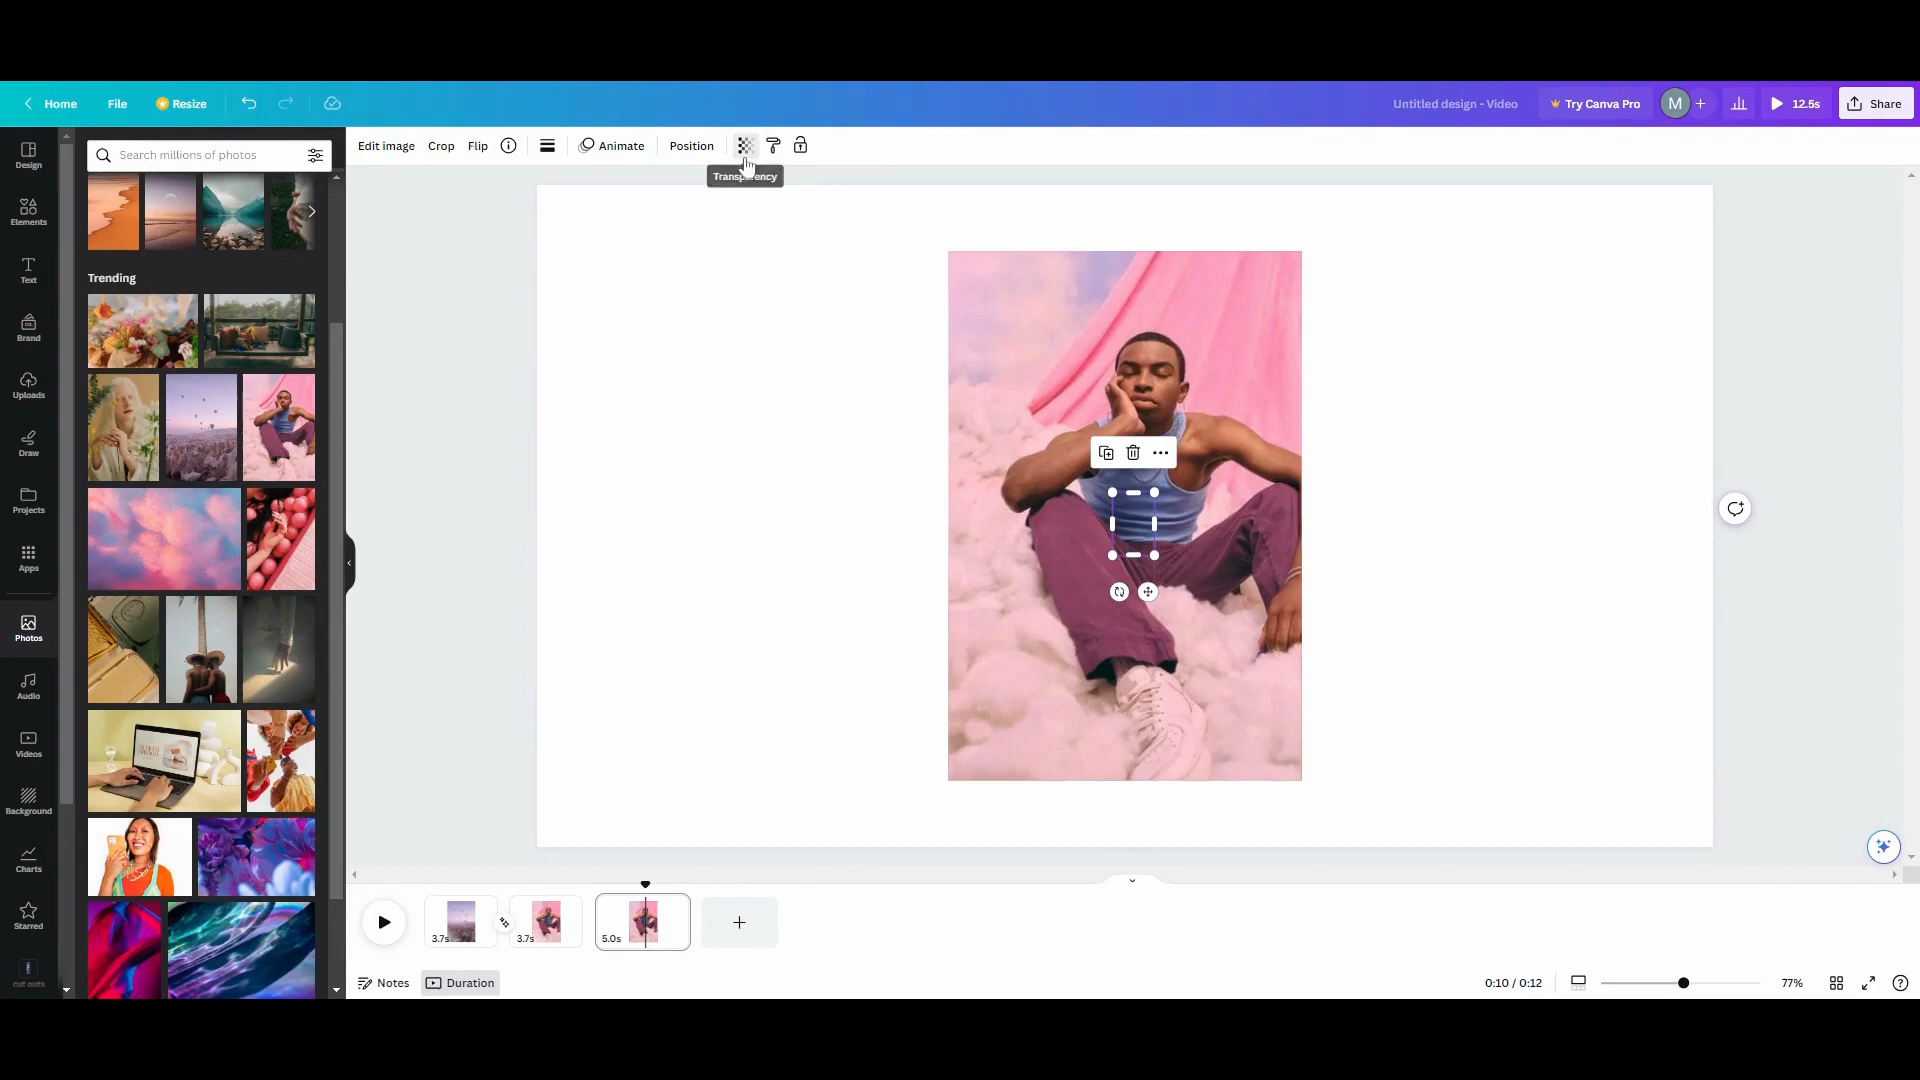 Home File Resize Untitled design - Video Try Canva Pro M 12.5s Share
Edit image Crop Flip Animate Position
Search millions of photos
Design
Elements
Text
Brand
Uploads
Draw
Projects
Apps
Photos
Audio
Videos
Background
Charts
Starred
cut outs
Trending
3.7s 3.7s 5.0s
Notes Duration 0:10 / 0:12 77%